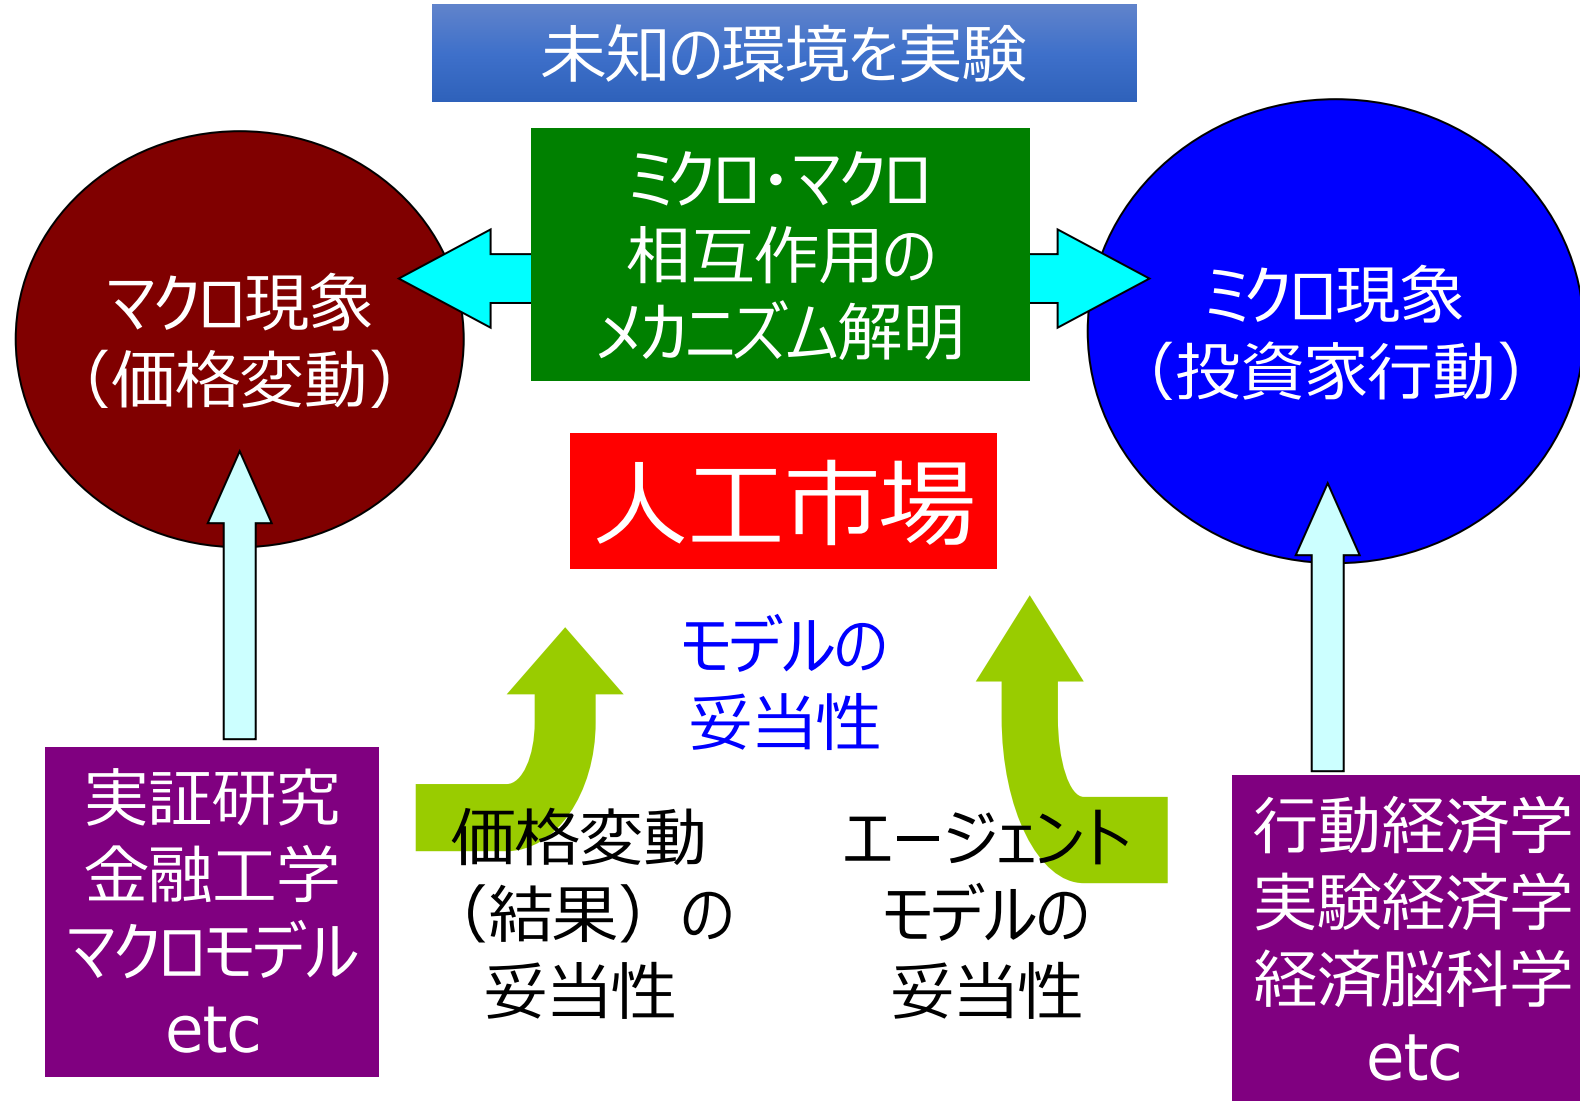 未知の環境を実験
ミクロ・マクロ
相互作用の
メカニズム解明
マクロ現象
（価格変動）
ミクロ現象
（投資家行動）
人工市場
モデルの
妥当性
価格変動
（結果）の
妥当性
エージェント
モデルの
妥当性
実証研究
金融工学
マクロモデル
etc
行動経済学
実験経済学
経済脳科学
etc